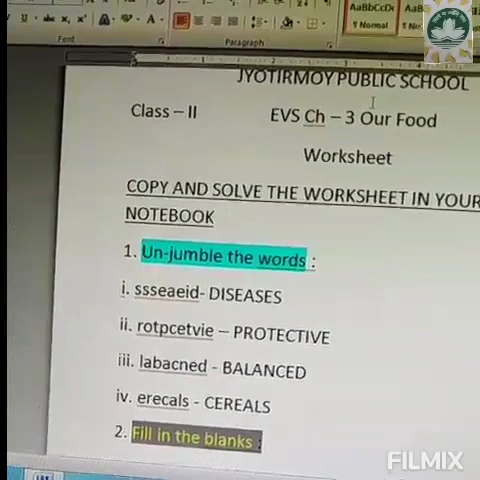 AaBbCcDc AaBbCcDc
¶ Normal
Font Paragraph
JYOTIRMOY PUBLIC SCHOOL
Class – II EVS Ch – 3 Our Food
Worksheet
COPY AND SOLVE THE WORKSHEET IN YOUR
NOTEBOOK
1. Un-jumble the words :
i. ssseaeid- DISEASES
ii. rotpcetvie – PROTECTIVE
iii. labacned - BALANCED
iv. erecals - CEREALS
2. Fill in the blanks :
FILMIX